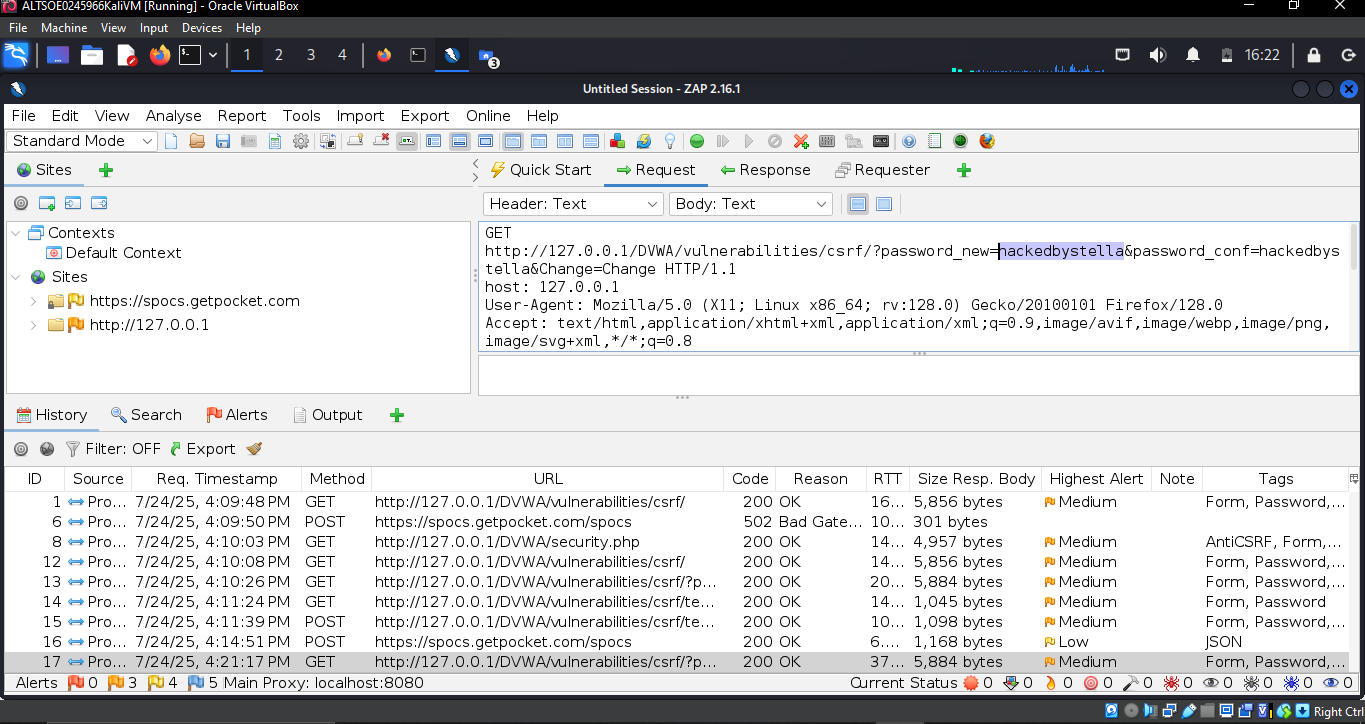 ALTSOE0245966KaliVM [Running] - Oracle VirtualBox
File Machine View Input Devices Help
1 2 3 4 3 16:22
Untitled Session - ZAP 2.16.1
File Edit View Analyse Report Tools Import Export Online Help
Standard Mode
Sites
Quick Start Request Response Requester
Header: Text Body: Text
Contexts
Default Context
Sites
https://spocs.getpocket.com
http://127.0.0.1
GET
http://127.0.0.1/DVWA/vulnerabilities/csrf/?password_new=hackedbystella&password_conf=hackedbys
tella&Change=Change HTTP/1.1
host: 127.0.0.1
User-Agent: Mozilla/5.0 (X11; Linux x86_64; rv:128.0) Gecko/20100101 Firefox/128.0
Accept: text/html,application/xhtml+xml,application/xml;q=0.9,image/avif,image/webp,image/png,
image/svg+xml,*/*;q=0.8
History Search Alerts Output
Filter: OFF Export
ID Source Req. Timestamp Method URL Code Reason RTT Size Resp. Body Highest Alert Note Tags
1 Pro... 7/24/25, 4:09:48 PM GET http://127.0.0.1/DVWA/vulnerabilities/csrf/ 200 OK 16... 5,856 bytes Medium Form, Password,...
6 Pro... 7/24/25, 4:09:50 PM POST https://spocs.getpocket.com/spocs 502 Bad Gate... 10... 301 bytes
8 Pro... 7/24/25, 4:10:03 PM GET http://127.0.0.1/DVWA/security.php 200 OK 14... 4,957 bytes Medium AntiCSRF, Form,...
12 Pro... 7/24/25, 4:10:08 PM GET http://127.0.0.1/DVWA/vulnerabilities/csrf/ 200 OK 14... 5,856 bytes Medium Form, Password,...
13 Pro... 7/24/25, 4:10:26 PM GET http://127.0.0.1/DVWA/vulnerabilities/csrf/?p... 200 OK 20... 5,884 bytes Medium Form, Password,...
14 Pro... 7/24/25, 4:11:24 PM GET http://127.0.0.1/DVWA/vulnerabilities/csrf/te... 200 OK 14... 1,045 bytes Medium Form, Password
15 Pro... 7/24/25, 4:11:39 PM POST http://127.0.0.1/DVWA/vulnerabilities/csrf/te... 200 OK 10... 1,098 bytes Medium Form, Password,...
16 Pro... 7/24/25, 4:14:51 PM POST https://spocs.getpocket.com/spocs 200 OK 6.... 1,168 bytes Low JSON
17 Pro... 7/24/25, 4:21:17 PM GET http://127.0.0.1/DVWA/vulnerabilities/csrf/?p... 200 OK 37... 5,884 bytes Medium Form, Password,...
Alerts 0 3 4 5 Main Proxy: localhost:8080 Current Status 0 0 0 0 0 0 0 0 0 0
Right Ctrl